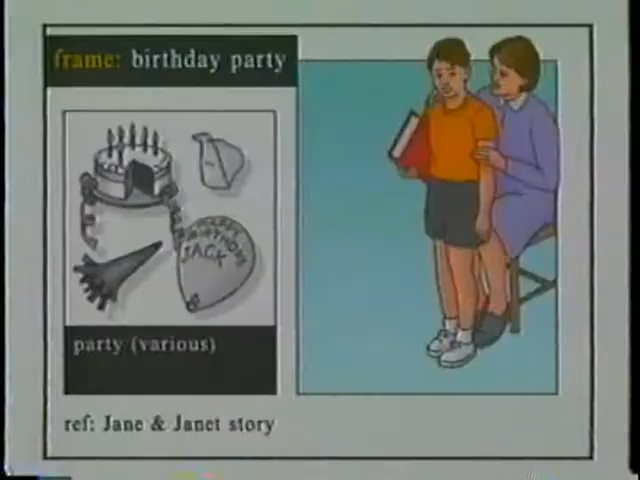 frame: birthday party
HAPPY
BIRTHDAY
JACK
party (various)
ref: Jane & Janet story